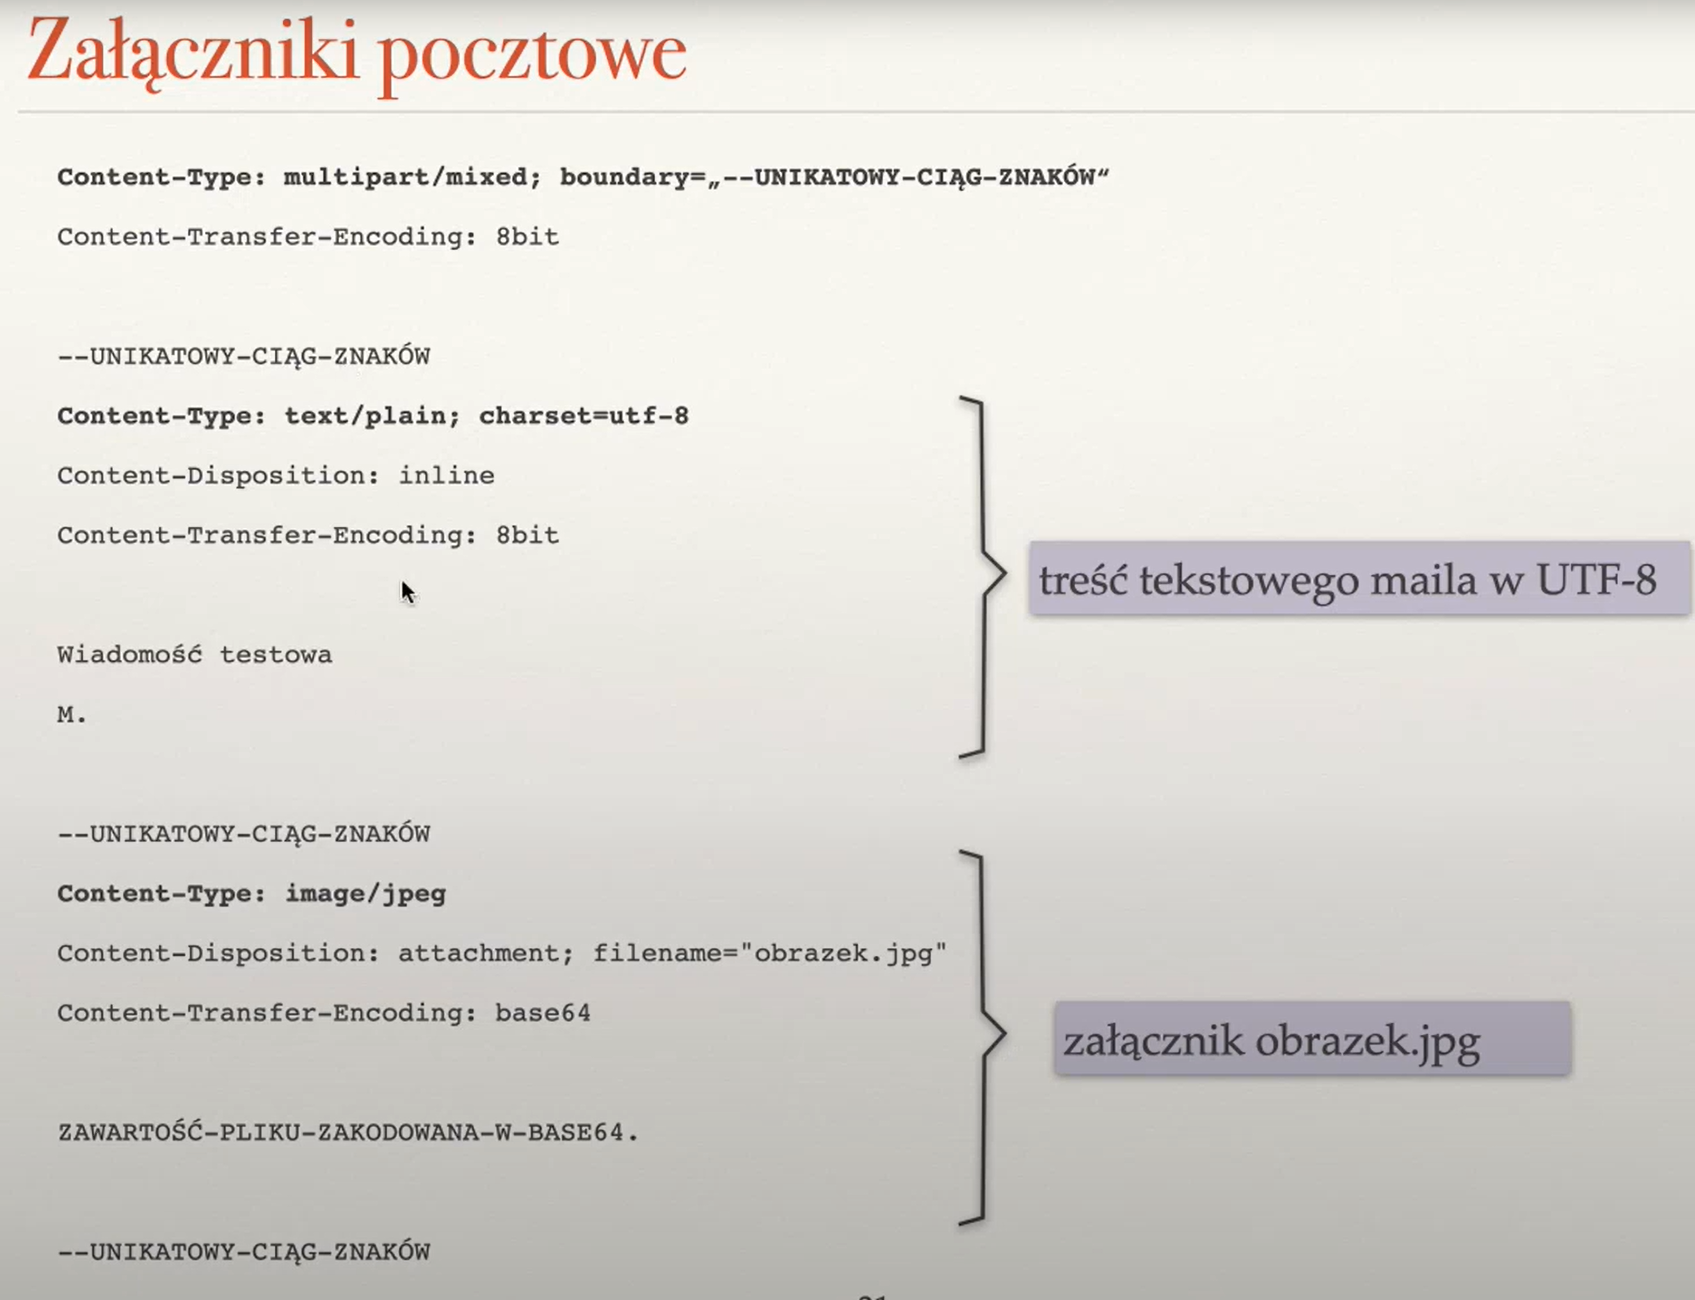 Załączniki pocztowe
Content-Type: multipart/mixed; boundary=„--UNIKATOWY-CIĄG-ZNAKÓW“
Content-Transfer-Encoding: 8bit
--UNIKATOWY-CIĄG-ZNAKÓW
Content-Type: text/plain; charset=utf-8
Content-Disposition: inline
Content-Transfer-Encoding: 8bit
treść tekstowego maila w UTF-8
Wiadomość testowa
M.
--UNIKATOWY-CIĄG-ZNAKÓW
Content-Type: image/jpeg
Content-Disposition: attachment; filename="obrazek.jpg"
Content-Transfer-Encoding: base64
załącznik obrazek.jpg
ZAWARTOŚĆ-PLIKU-ZAKODOWANA-W-BASE64.
--UNIKATOWY-CIĄG-ZNAKÓW